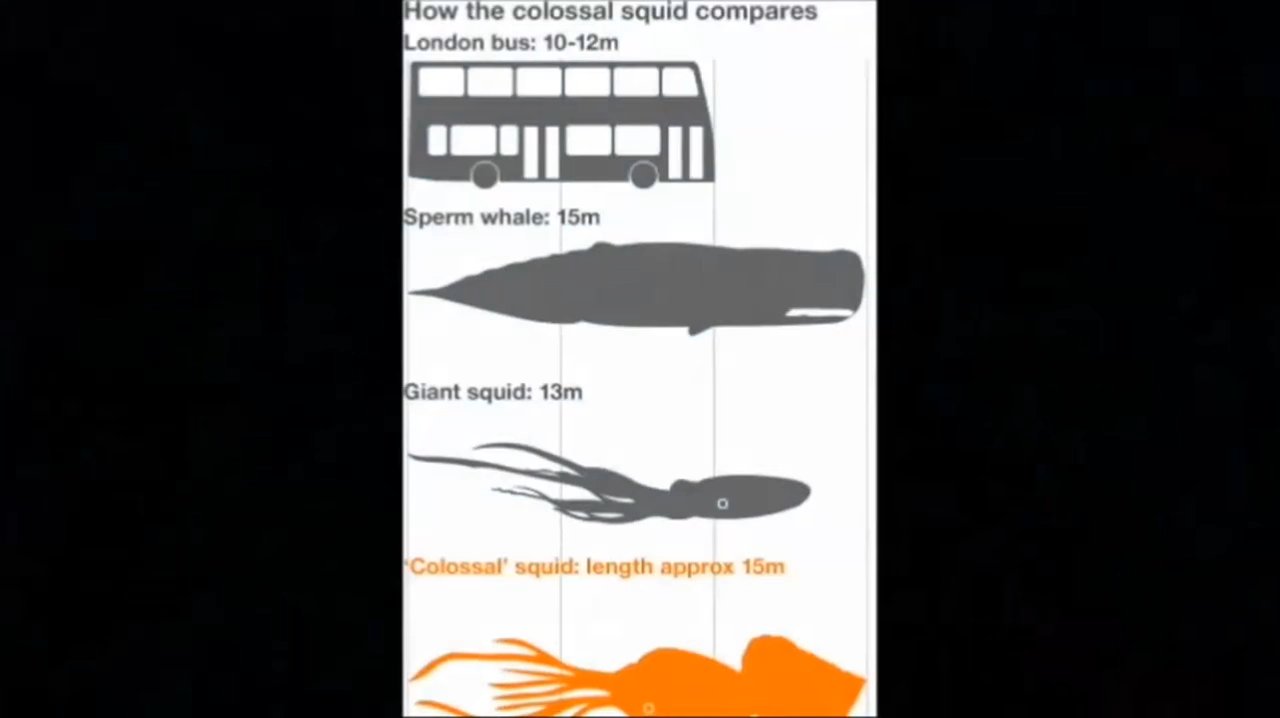 How the colossal squid compares
London bus: 10-12m
Sperm whale: 15m
Giant squid: 13m
‘Colossal’ squid: length approx 15m